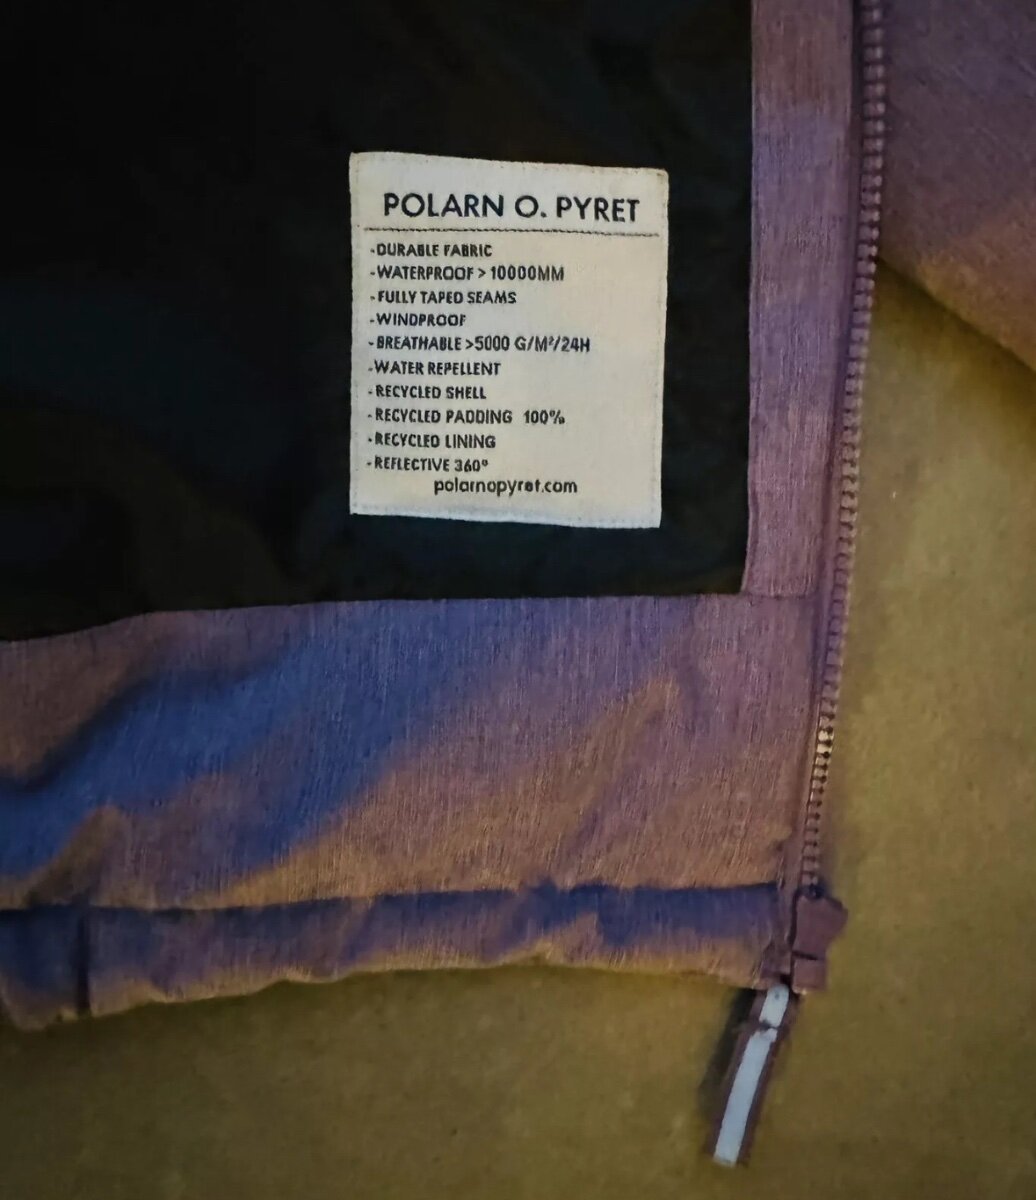 POLARN O. PYRET
-DURABLE FABRIC
-WATERPROOF > 10000MM
-FULLY TAPED SEAMS
-WINDPROOF
-BREATHABLE >5000 G/M²/24H
-WATER REPELLENT
-RECYCLED SHELL
-RECYCLED PADDING 100%
-RECYCLED LINING
-REFLECTIVE 360°
polarnopyret.com